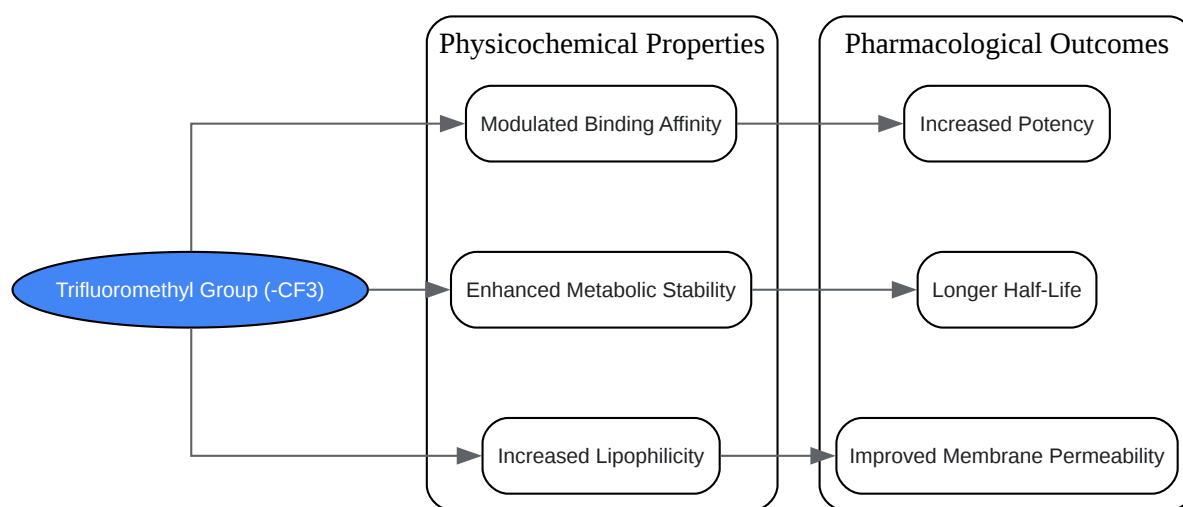 Physicochemical Properties
Pharmacological Outcomes
Modulated Binding Affinity
Increased Potency
Trifluoromethyl Group (-CF3)
Enhanced Metabolic Stability
Longer Half-Life
Increased Lipophilicity
Improved Membrane Permeability